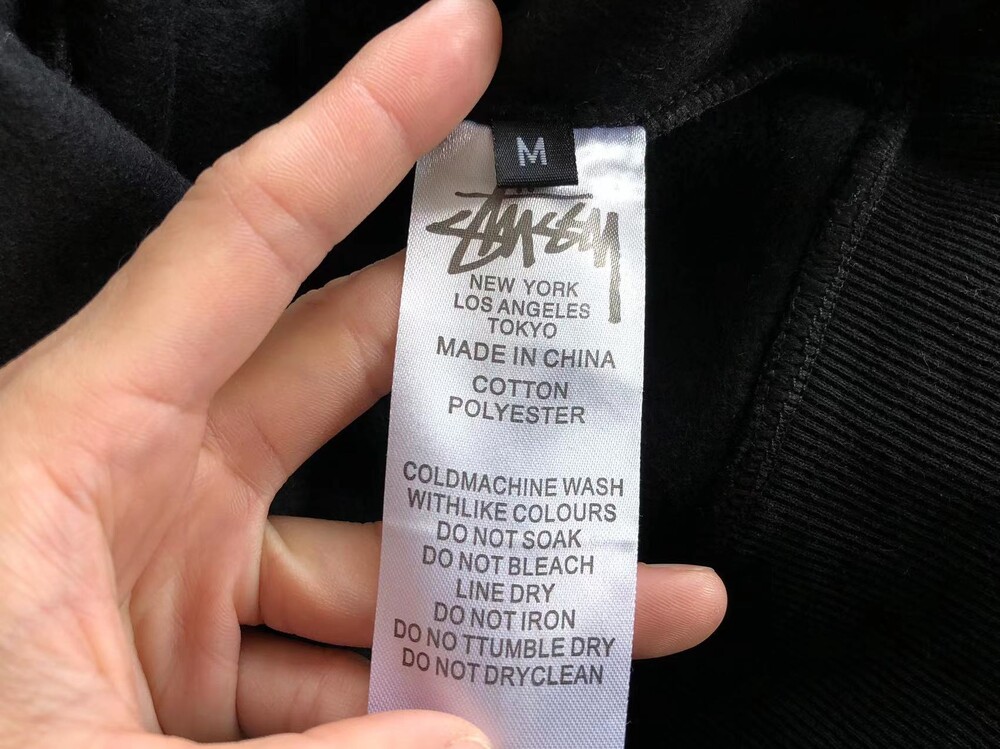 M
STÜSSY
NEW YORK
LOS ANGELES
TOKYO
MADE IN CHINA
COTTON
POLYESTER
COLDMACHINE WASH
WITHLIKE COLOURS
DO NOT SOAK
DO NOT BLEACH
LINE DRY
DO NOT IRON
DO NO TTUMBLE DRY
DO NOT DRYCLEAN